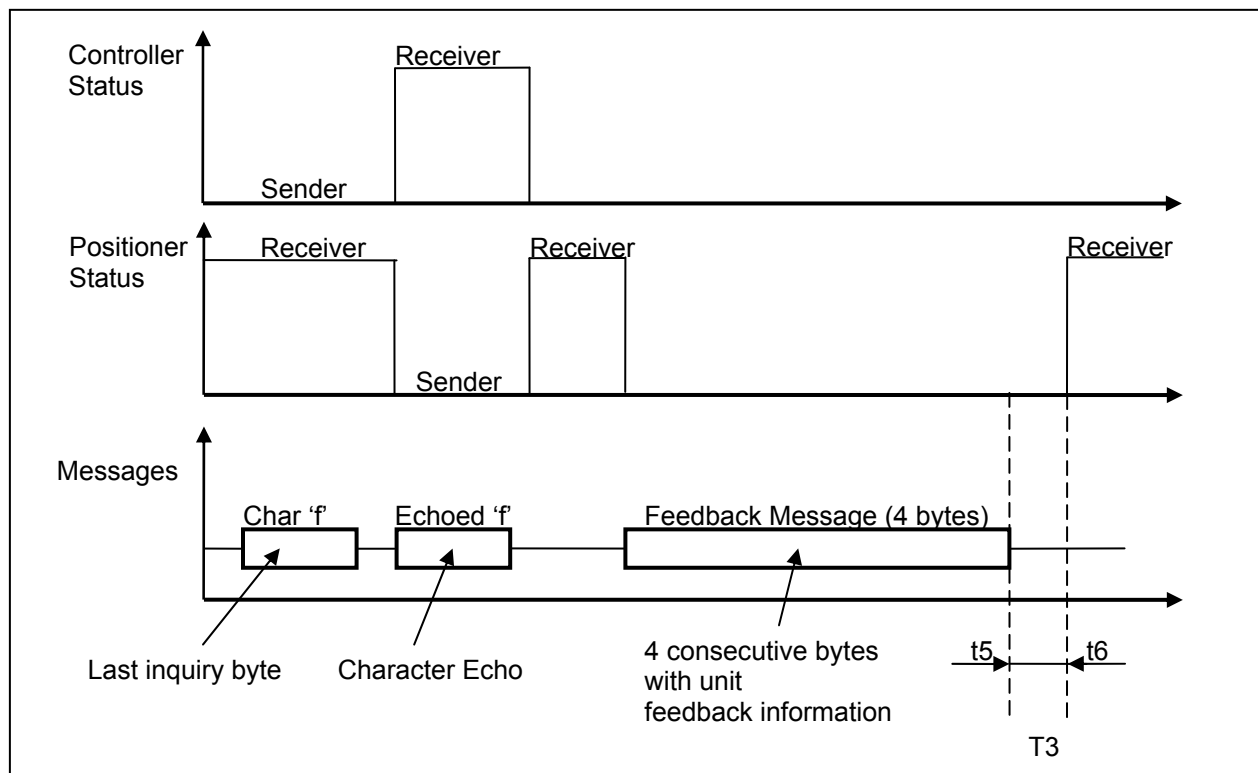 Controller
Status
Receiver
Sender
Positioner
Status
Receiver
Receiver
Receiver
Sender
Messages
Char ‘f’
Echoed ‘f’
Feedback Message (4 bytes)
Last inquiry byte
Character Echo
4 consecutive bytes
with unit
feedback information
t5
t6
T3